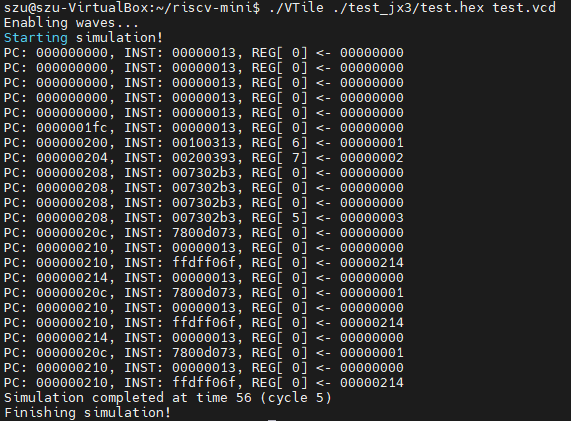 szu@szu-VirtualBox:~/riscv-mini$ ./VTile ./test_jx3/test.hex test.vcd
Enabling waves...
Starting simulation!
PC: 000000000, INST: 00000013, REG[ 0] <- 00000000
PC: 000000000, INST: 00000013, REG[ 0] <- 00000000
PC: 000000000, INST: 00000013, REG[ 0] <- 00000000
PC: 000000000, INST: 00000013, REG[ 0] <- 00000000
PC: 000000000, INST: 00000013, REG[ 0] <- 00000000
PC: 0000001fc, INST: 00000013, REG[ 0] <- 00000000
PC: 000000200, INST: 00100313, REG[ 6] <- 00000001
PC: 000000204, INST: 00200393, REG[ 7] <- 00000002
PC: 000000208, INST: 007302b3, REG[ 0] <- 00000000
PC: 000000208, INST: 007302b3, REG[ 0] <- 00000000
PC: 000000208, INST: 007302b3, REG[ 0] <- 00000000
PC: 000000208, INST: 007302b3, REG[ 5] <- 00000003
PC: 00000020c, INST: 7800d073, REG[ 0] <- 00000000
PC: 000000210, INST: 00000013, REG[ 0] <- 00000000
PC: 000000210, INST: ffdff06f, REG[ 0] <- 00000214
PC: 000000214, INST: 00000013, REG[ 0] <- 00000000
PC: 00000020c, INST: 7800d073, REG[ 0] <- 00000001
PC: 000000210, INST: 00000013, REG[ 0] <- 00000000
PC: 000000210, INST: ffdff06f, REG[ 0] <- 00000214
PC: 000000214, INST: 00000013, REG[ 0] <- 00000000
PC: 00000020c, INST: 7800d073, REG[ 0] <- 00000001
PC: 000000210, INST: 00000013, REG[ 0] <- 00000000
PC: 000000210, INST: ffdff06f, REG[ 0] <- 00000214
Simulation completed at time 56 (cycle 5)
Finishing simulation!